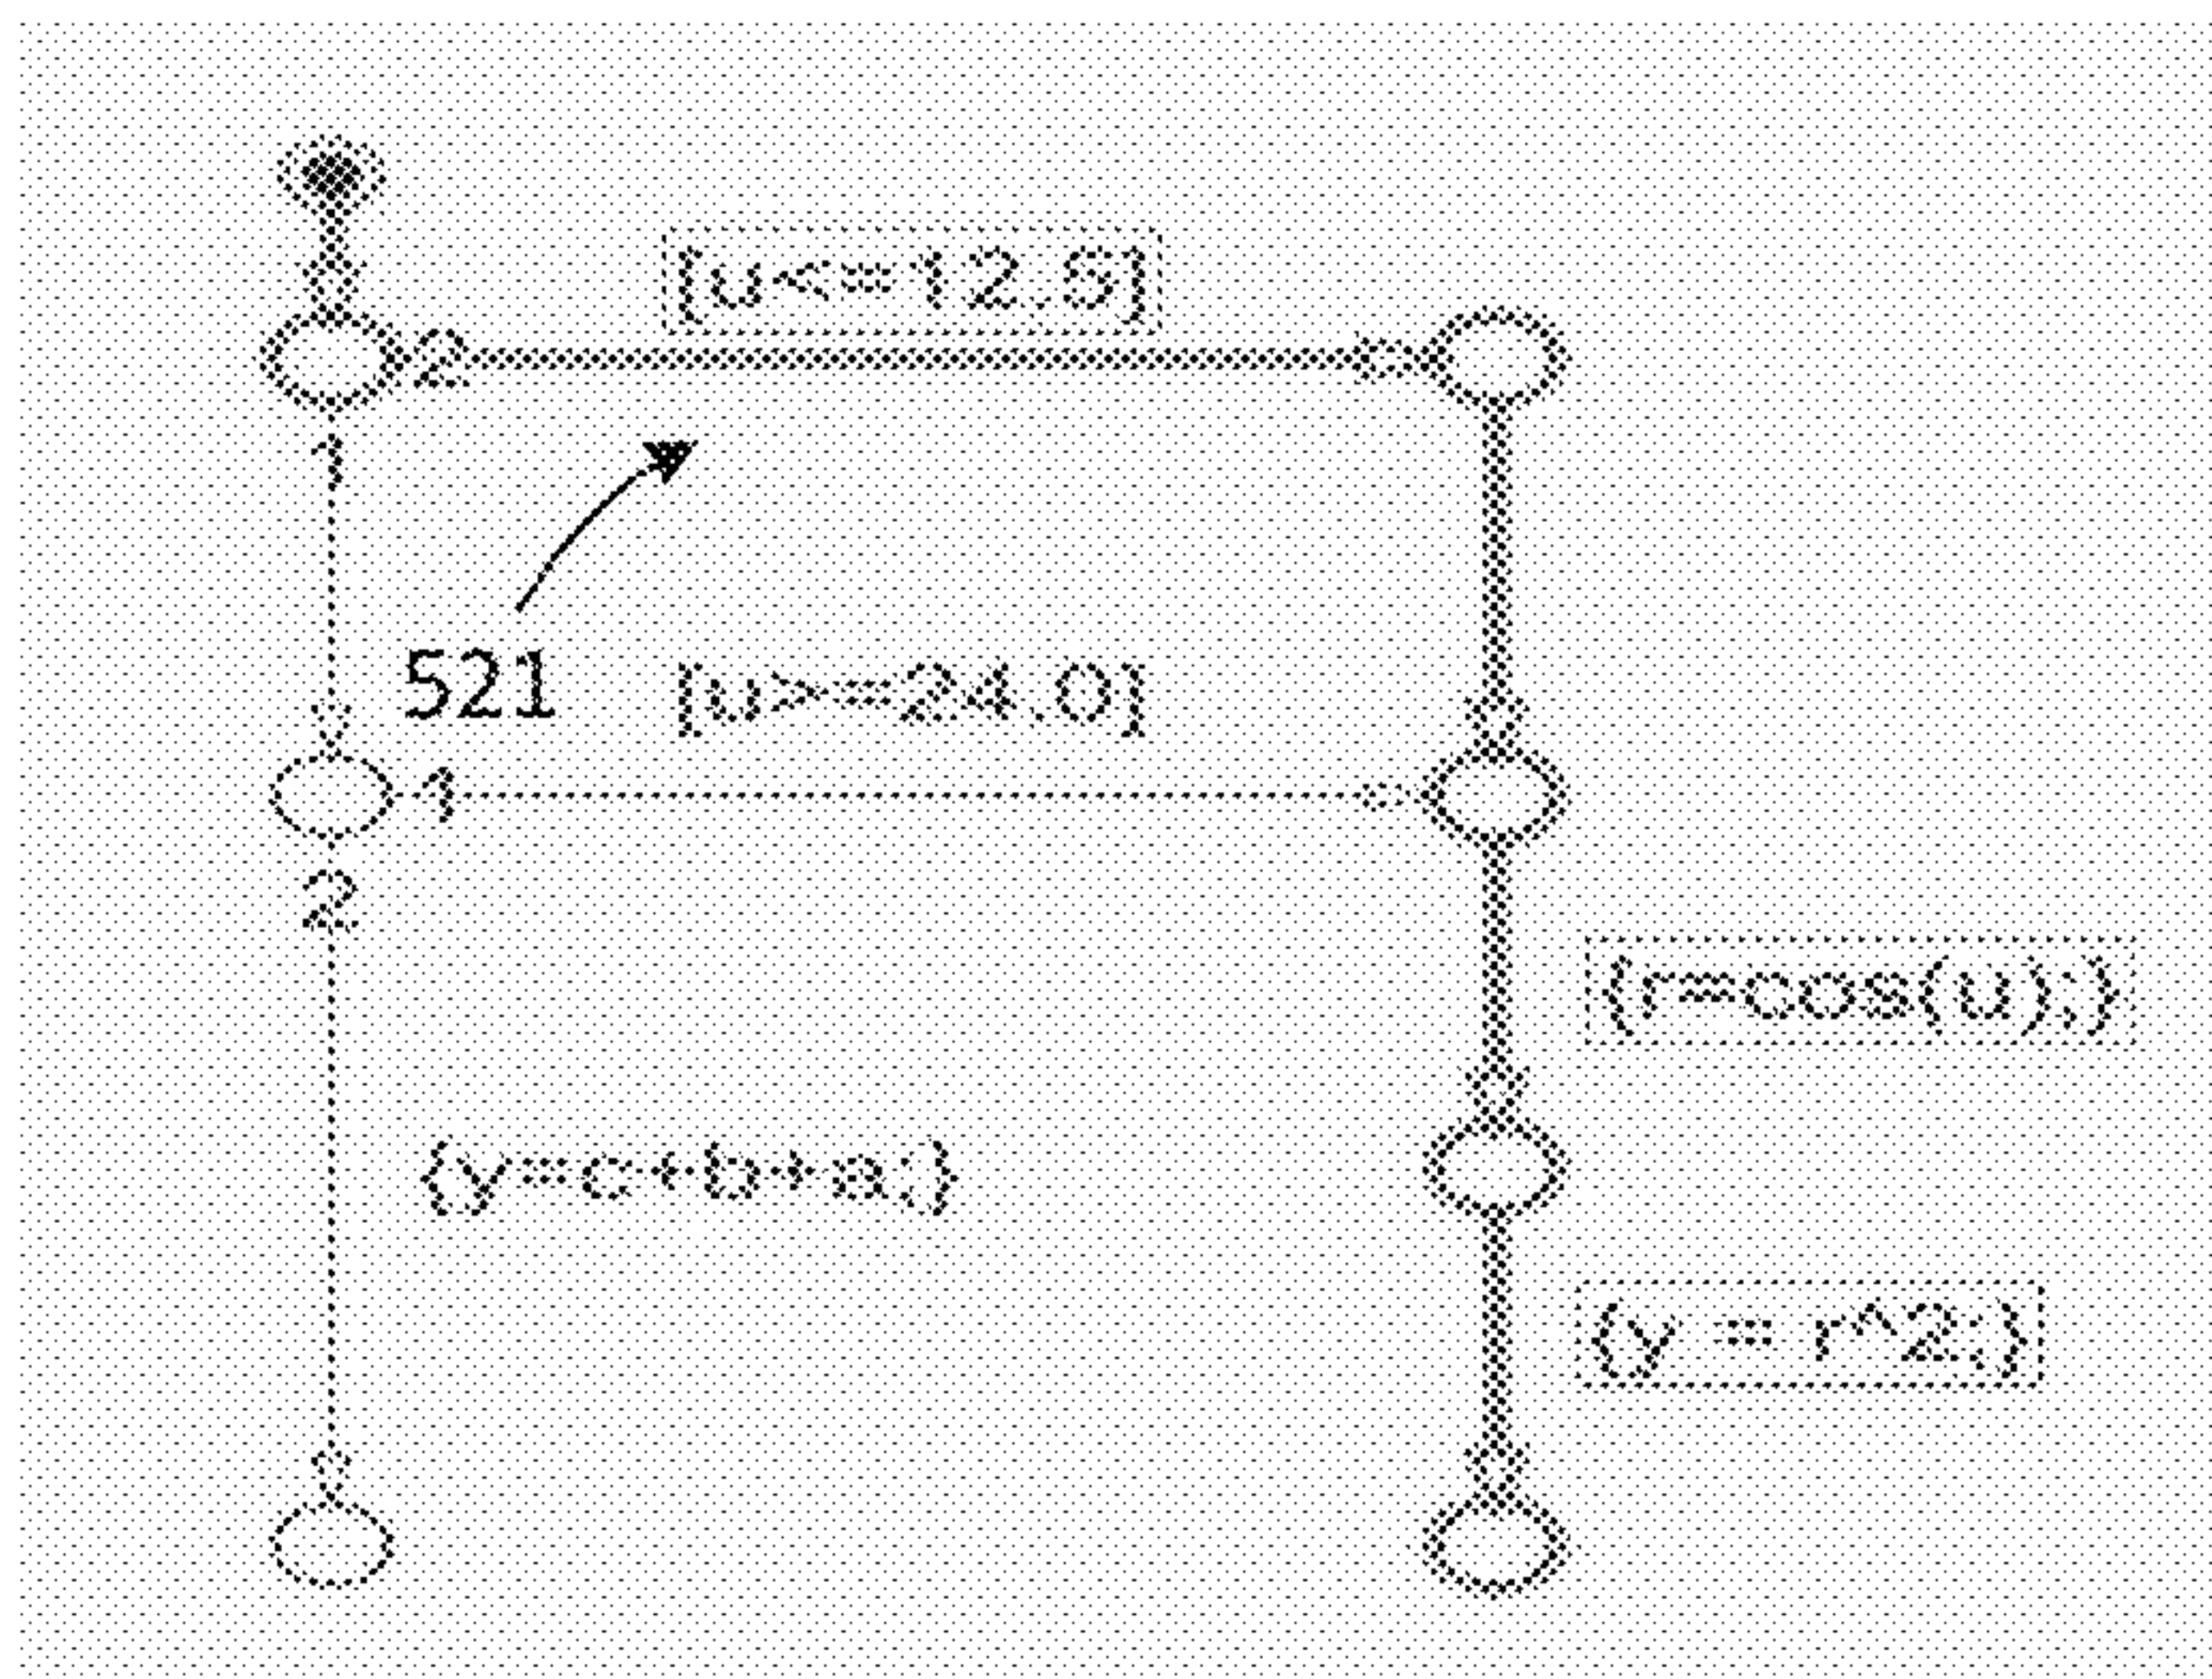 [u<=12.5]
2
1
521
[u>=24.0]
1
2
{r=cos(u);}
{y=c+b+a;}
{y = r^2;}